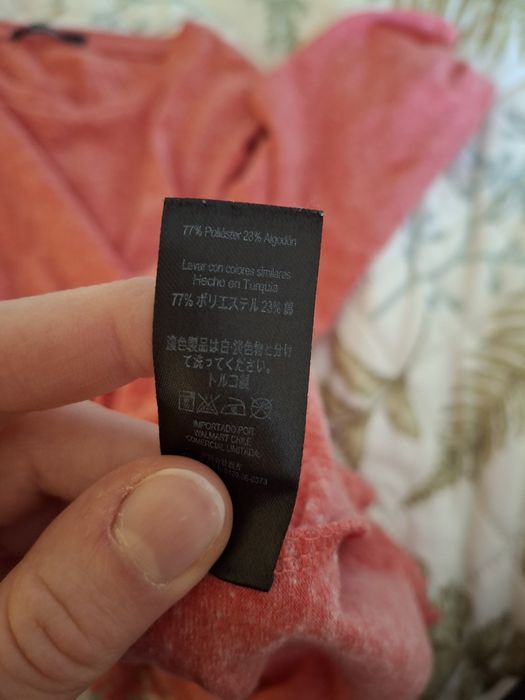 77% Poliéster 23% Algodón
Lavar con colores similaras
Hecho en Turquía
77% ポリエステル 23% 綿
濃色製品は白･淡色物と分け
て洗ってください。
トルコ製
IMPORTADO POR
WALMART CHILE
COMERCIAL LIMITADA